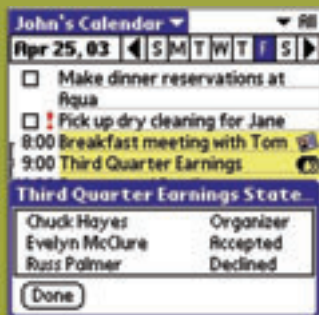 John's Calendar All
Apr 25, 03 S M T W T F S
Make dinner reservations at
Aqua
! Pick up dry cleaning for Jane
8:00 Breakfast meeting with Tom
9:00 Third Quarter Earnings
Third Quarter Earnings State...
Chuck Hayes Organizer
Evelyn McClure Accepted
Russ Palmer Declined
Done